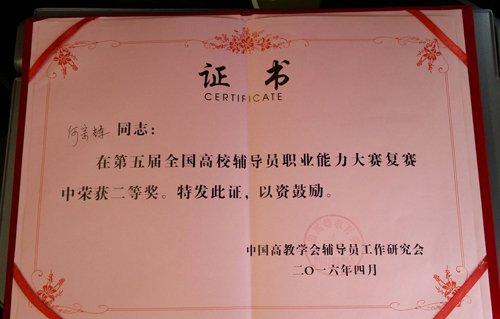 证书
CERTIFICATE
同志：
在第五届全国高校辅导员职业能力大赛复赛
中荣获二等奖。特发此证，以资鼓励。
中国高教学会辅导员工作研究会
二〇一六年四月